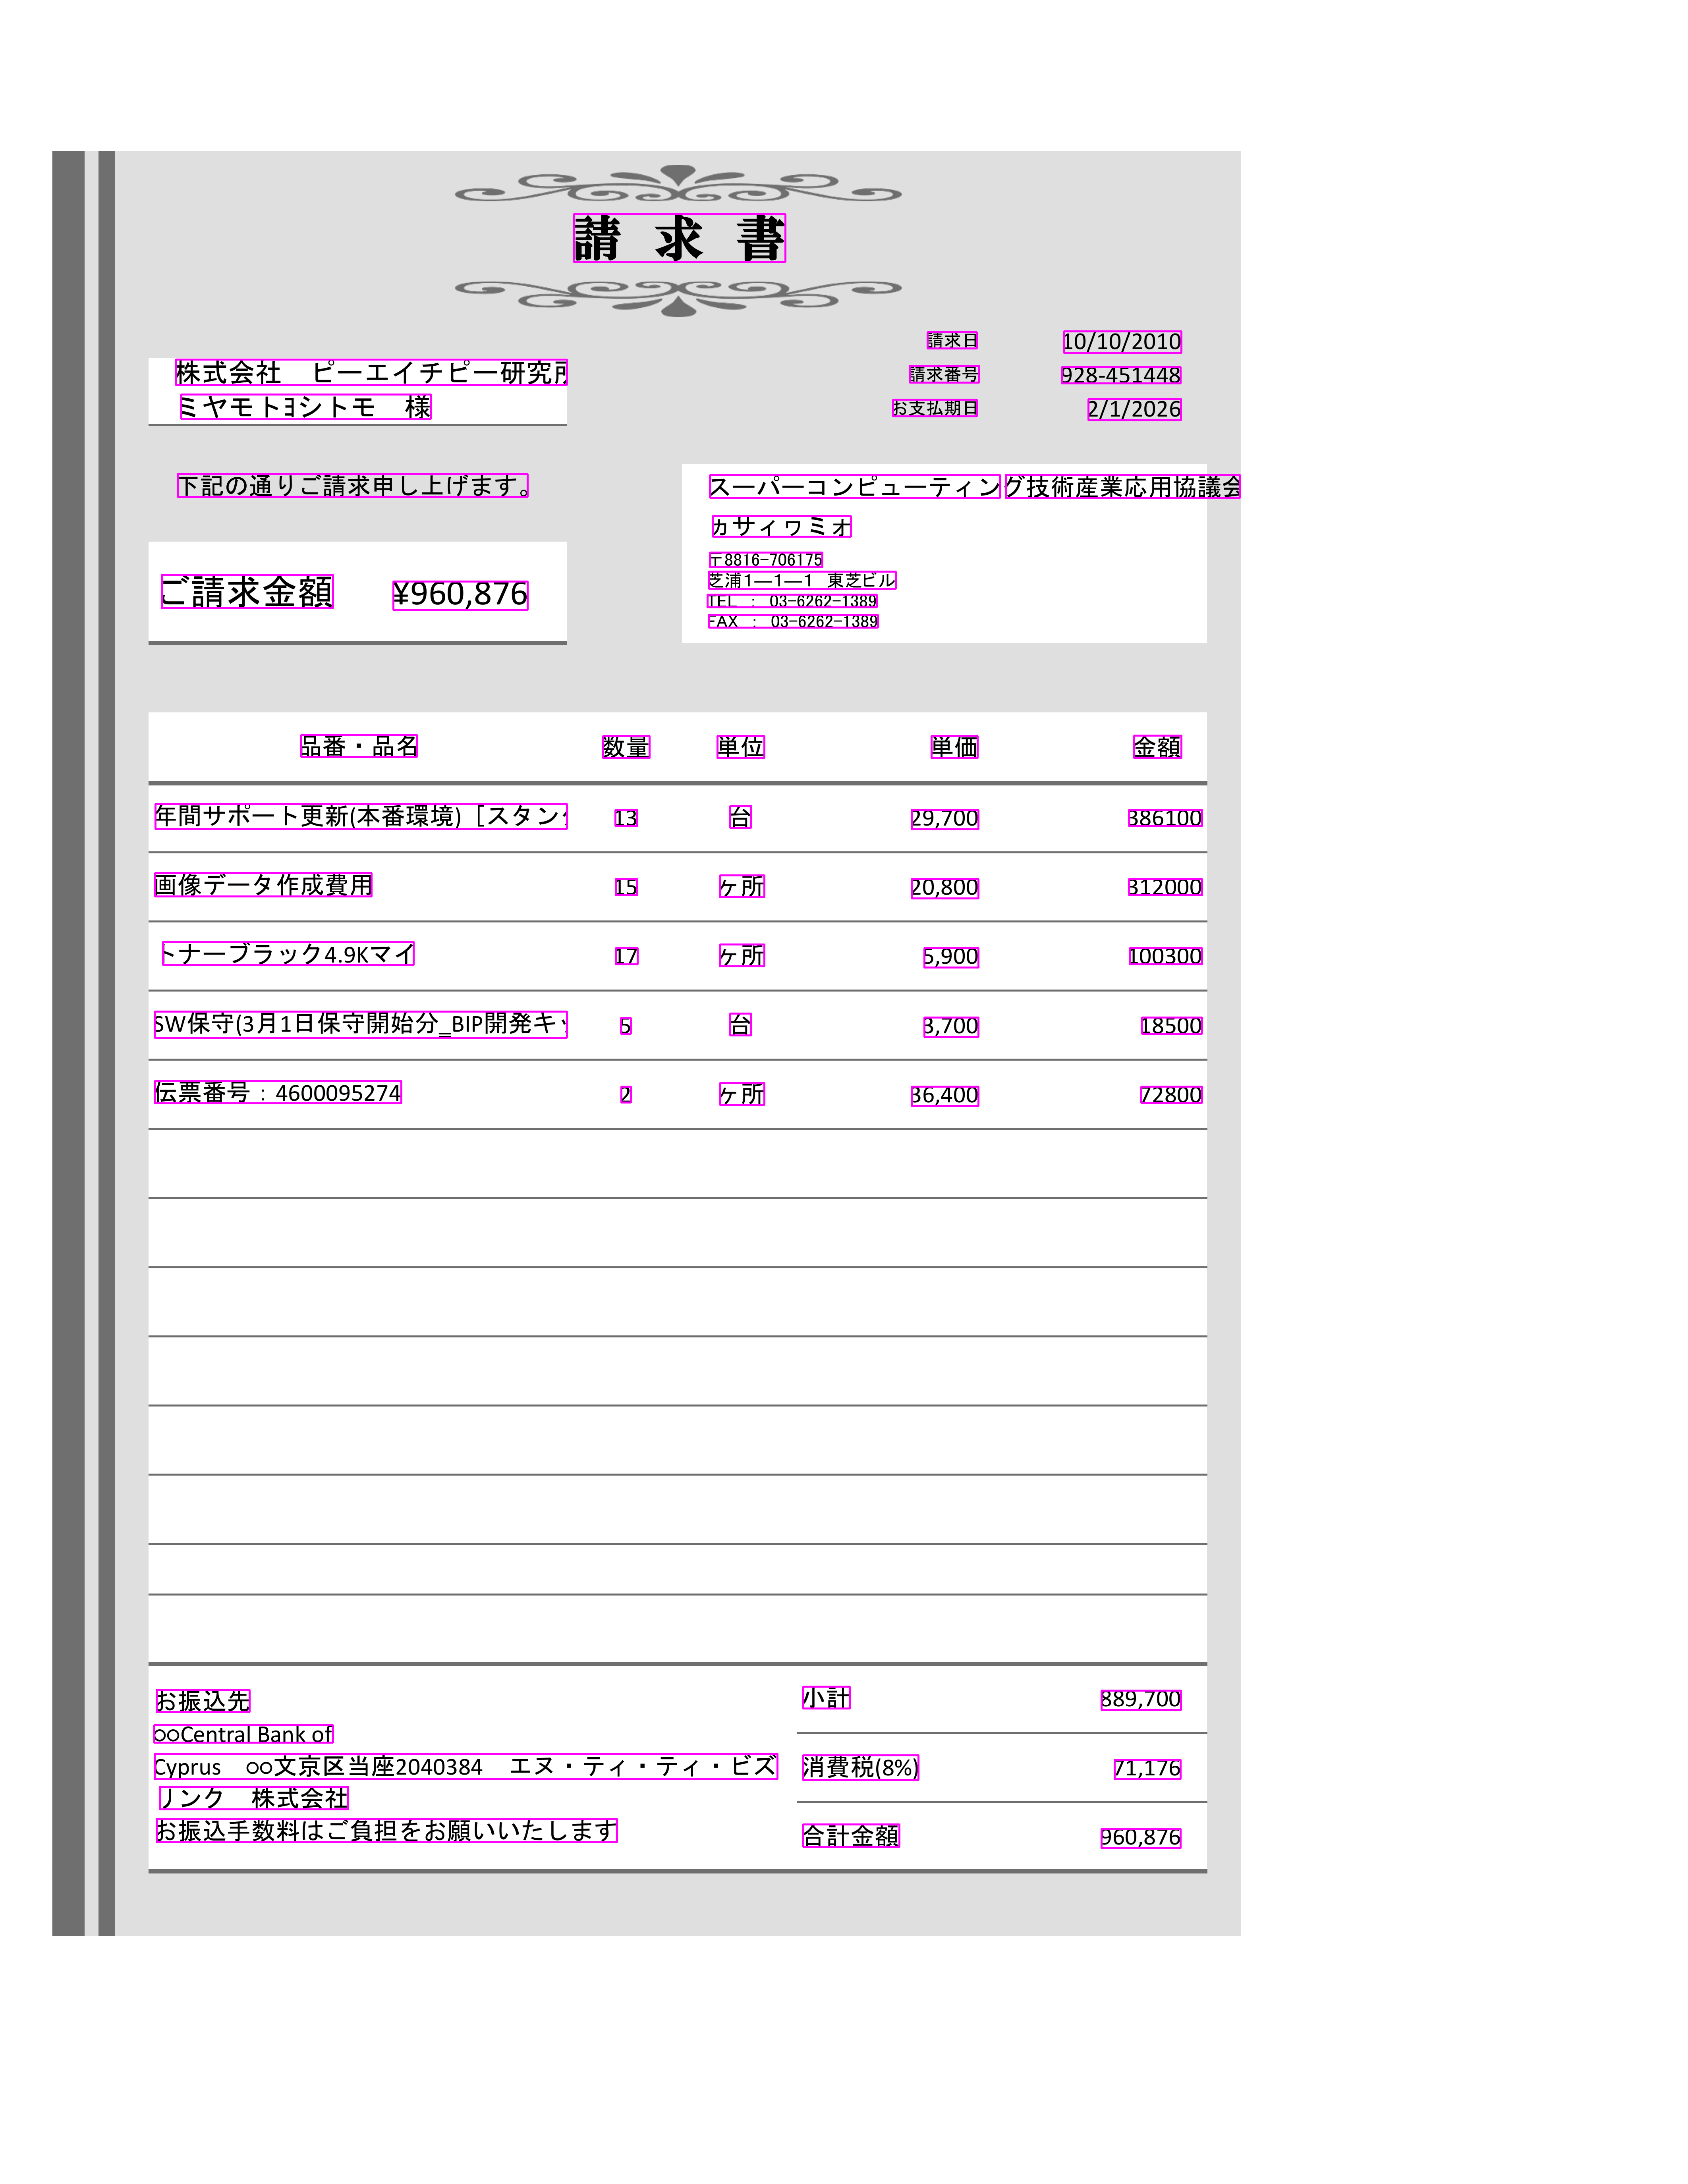 請 求 書
請求日 10/10/2010
株式会社　ピーエイチピー研究所
請求番号 928-451448
ミヤモトヨシトモ　様
お支払期日 2/1/2026
下記の通りご請求申し上げます。
スーパーコンピューティング技術産業応用協議会
カサイワミオ
〒8816-706175
芝浦1—1—1　東芝ビル
ご請求金額 ¥960,876
TEL ： 03-6262-1389
FAX ： 03-6262-1389
品番・品名 数量 単位 単価 金額
年間サポート更新(本番環境)［スタン 13 台 29,700 386100
画像データ作成費用 15 ヶ所 20,800 312000
トナーブラック4.9Kマイ 17 ヶ所 5,900 100300
SW保守(3月1日保守開始分_BIP開発キッ 5 台 3,700 18500
伝票番号：4600095274 2 ヶ所 36,400 72800
お振込先
○○Central Bank of
Cyprus　○○文京区当座2040384　エヌ・ティ・ティ・ビズ
リンク　株式会社
お振込手数料はご負担をお願いいたします
小計 889,700
消費税(8%) 71,176
合計金額 960,876